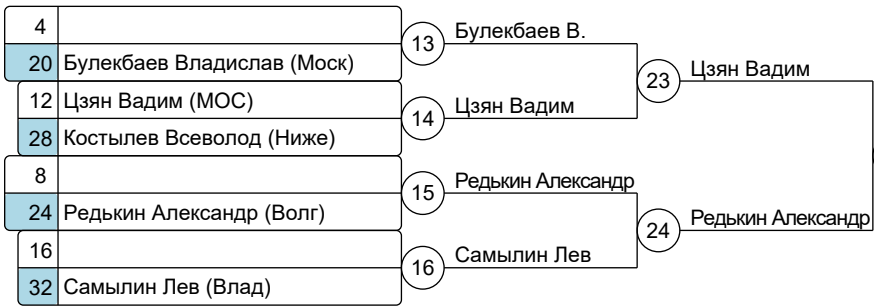 4
20 Булекбаев Владислав (Моск)
12 Цзян Вадим (МОС)
28 Костылев Всеволод (Ниже)
8
24 Редькин Александр (Волг)
16
32 Самылин Лев (Влад)
13 Булекбаев В.
14 Цзян Вадим
15 Редькин Александр
16 Самылин Лев
23 Цзян Вадим
24 Редькин Александр